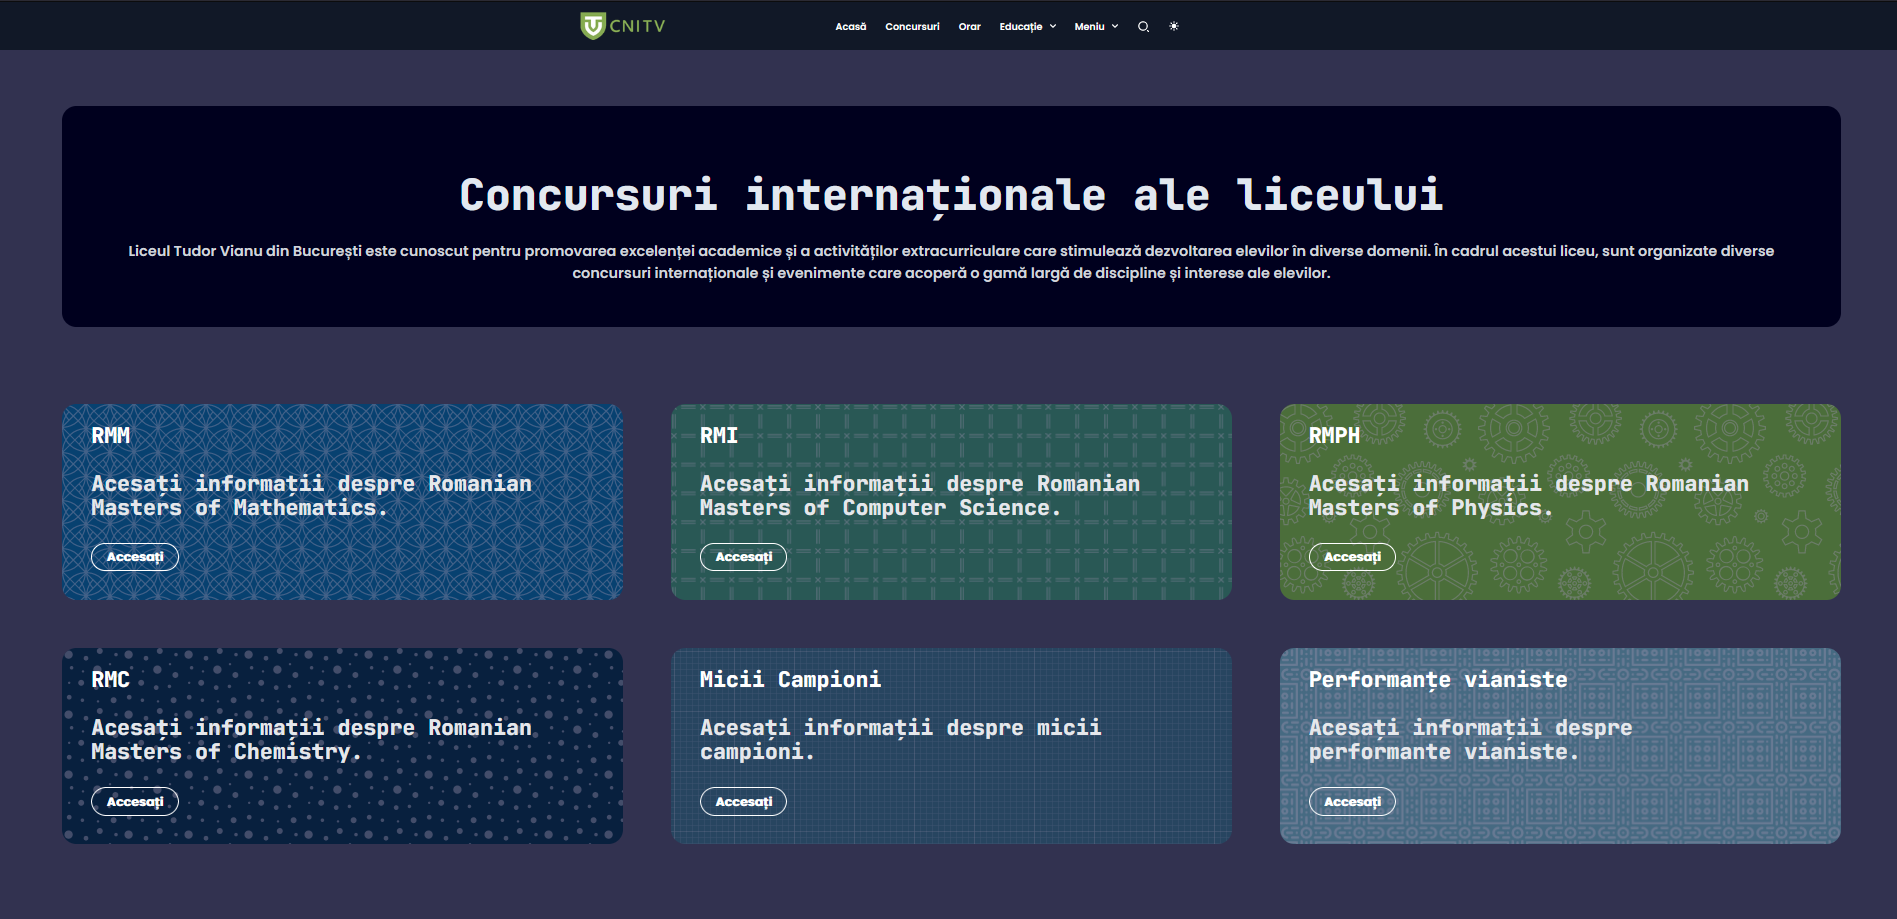 CNITV
Acasă Concursuri Orar Educație Meniu
Concursuri internaționale ale liceului
Liceul Tudor Vianu din București este cunoscut pentru promovarea excelenței academice și a activităților extracurriculare care stimulează dezvoltarea elevilor în diverse domenii. În cadrul acestui liceu, sunt organizate diverse
concursuri internaționale și evenimente care acoperă o gamă largă de discipline și interese ale elevilor.
RMM
Acesați informații despre Romanian
Masters of Mathematics.
Accesați
RMI
Acesați informații despre Romanian
Masters of Computer Science.
Accesați
RMPH
Acesați informații despre Romanian
Masters of Physics.
Accesați
RMC
Acesați informații despre Romanian
Masters of Chemistry.
Accesați
Micii Campioni
Acesați informații despre micii
campioni.
Accesați
Performanțe vianiste
Acesați informații despre
performante vianiste.
Accesați